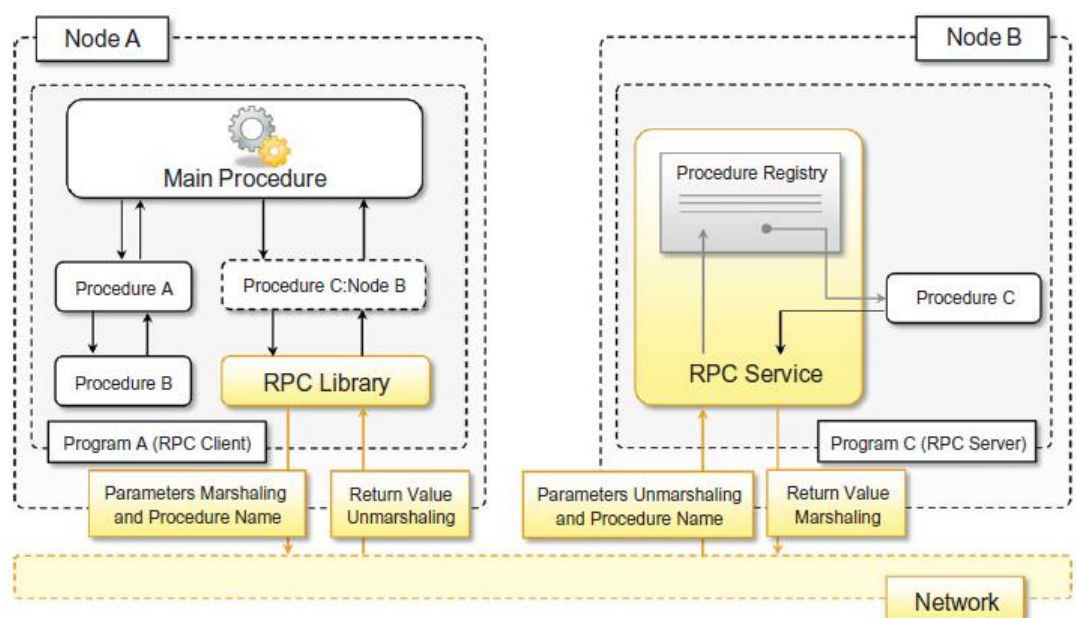 Node A
Node B
Main Procedure
Procedure Registry
Procedure A
Procedure C:Node B
Procedure C
Procedure B
RPC Library
RPC Service
Program A (RPC Client)
Program C (RPC Server)
Parameters Marshaling
and Procedure Name
Return Value
Unmarshaling
Parameters Unmarshaling
and Procedure Name
Return Value
Marshaling
Network